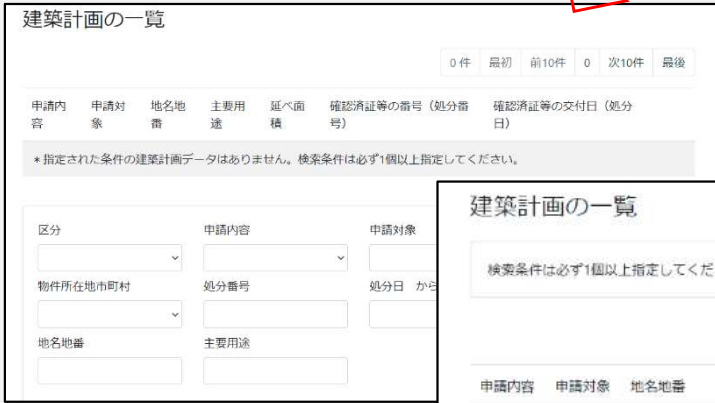 建築計画の一覧
0 件 最初 前10件 0 次10件 最後
申請内容 申請対象 地名地番 主要用途 延べ面積 確認済証等の番号（処分番号） 確認済証等の交付日（処分日）
* 指定された条件の建築計画データはありません。検索条件は必ず1個以上指定してください。
区分 申請内容 申請対象
物件所在地市町村 処分番号 処分日 から
地名地番 主要用途
建築計画の一覧
検索条件は必ず1個以上指定してくだ
申請内容 申請対象 地名地番